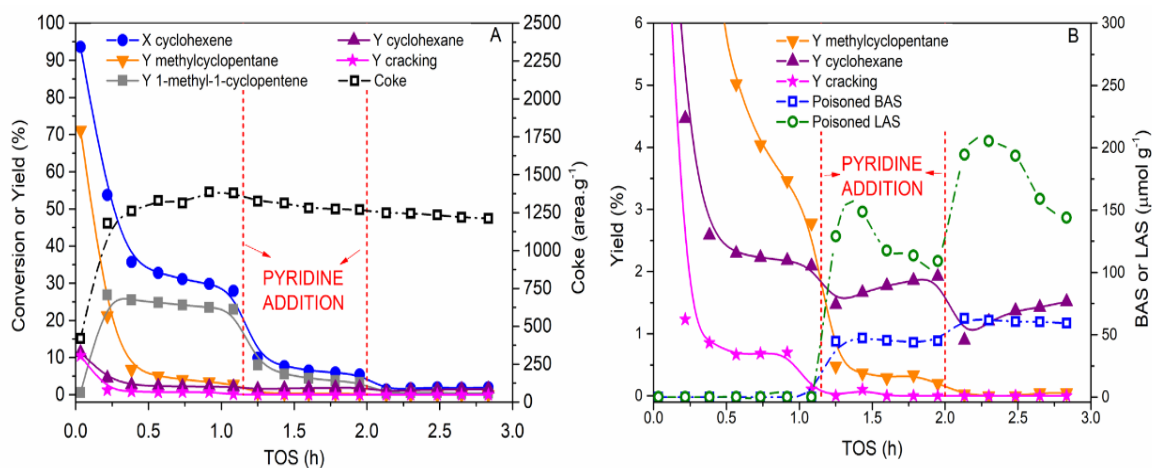 A
X cyclohexene
Y cyclohexane
Y methylcyclopentane
Y cracking
Y 1-methyl-1-cyclopentene
Coke
PYRIDINE
ADDITION
Conversion or Yield (%)
100
90
80
70
60
50
40
30
20
10
0
Coke (area.g⁻¹)
2500
2250
2000
1750
1500
1250
1000
750
500
250
0
0.0 0.5 1.0 1.5 2.0 2.5 3.0
TOS (h)
B
Y methylcyclopentane
Y cyclohexane
Y cracking
Poisoned BAS
Poisoned LAS
PYRIDINE
ADDITION
Yield (%)
6
5
4
3
2
1
0
BAS or LAS (μmol g⁻¹)
300
250
200
150
100
50
0
0.0 0.5 1.0 1.5 2.0 2.5 3.0
TOS (h)